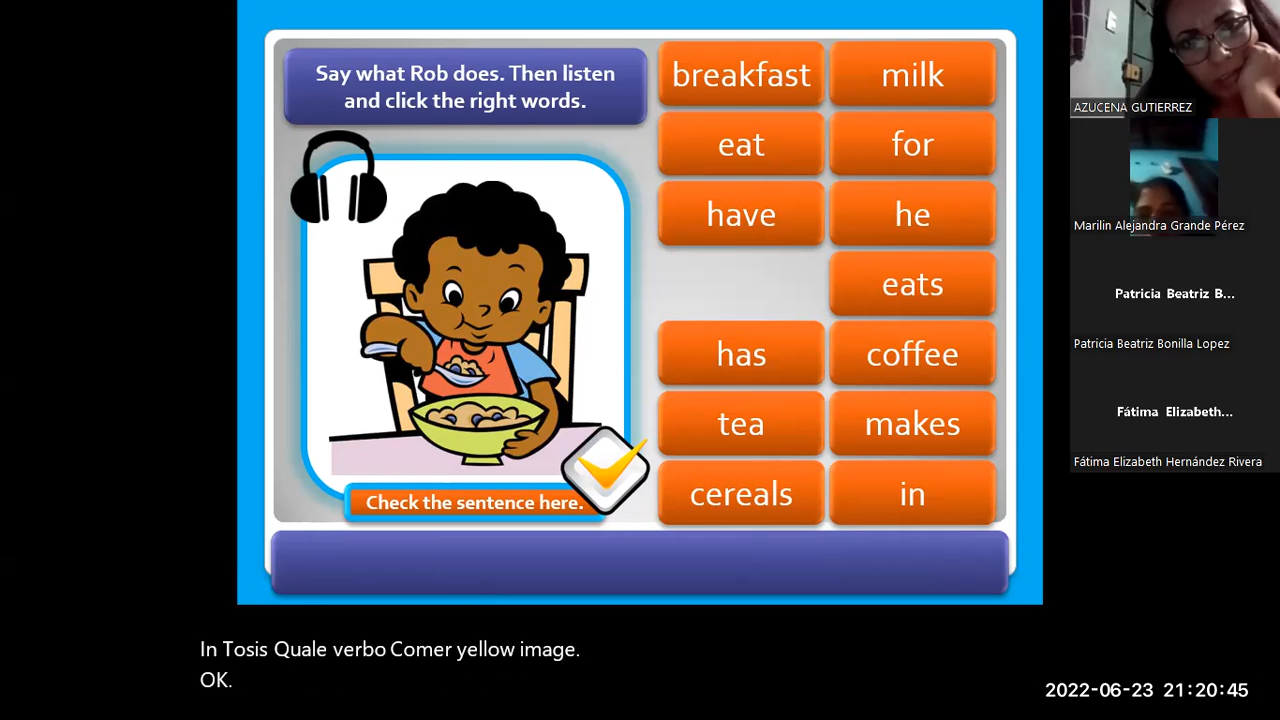 Say what Rob does. Then listen
and click the right words.
breakfast
milk
eat
for
have
he
eats
has
coffee
tea
makes
cereals
in
Check the sentence here.
AZUCENA GUTIERREZ
Marilin Alejandra Grande Pérez
Patricia Beatriz B...
Patricia Beatriz Bonilla Lopez
Fátima Elizabeth...
Fátima Elizabeth Hernández Rivera
In Tosis Quale verbo Comer yellow image.
OK.
2022-06-23 21:20:45